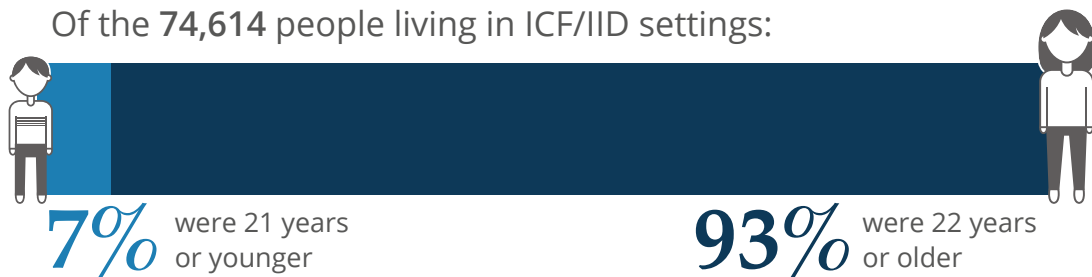 Of the 74,614 people living in ICF/IID settings:
7% were 21 years
or younger
93% were 22 years
or older